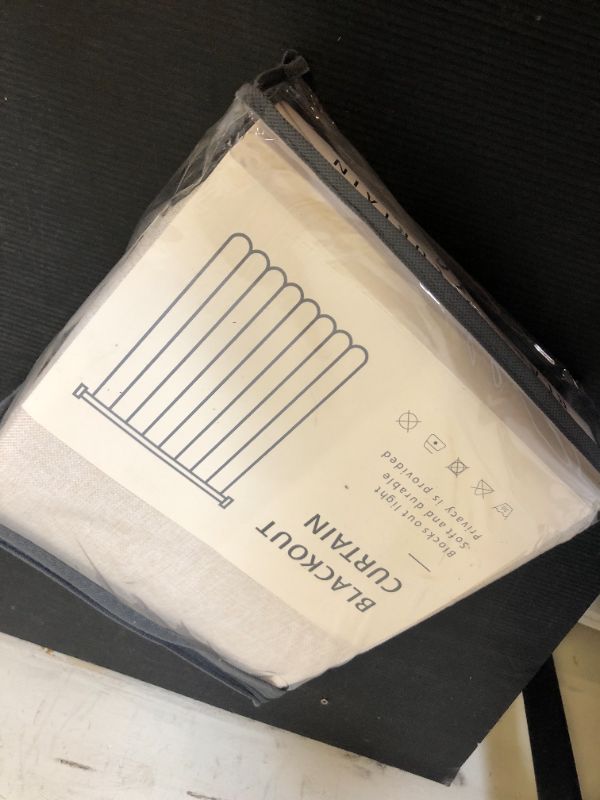 BLACKOUT
CURTAIN
Blocks out light
Soft and durable
Privacy is provided